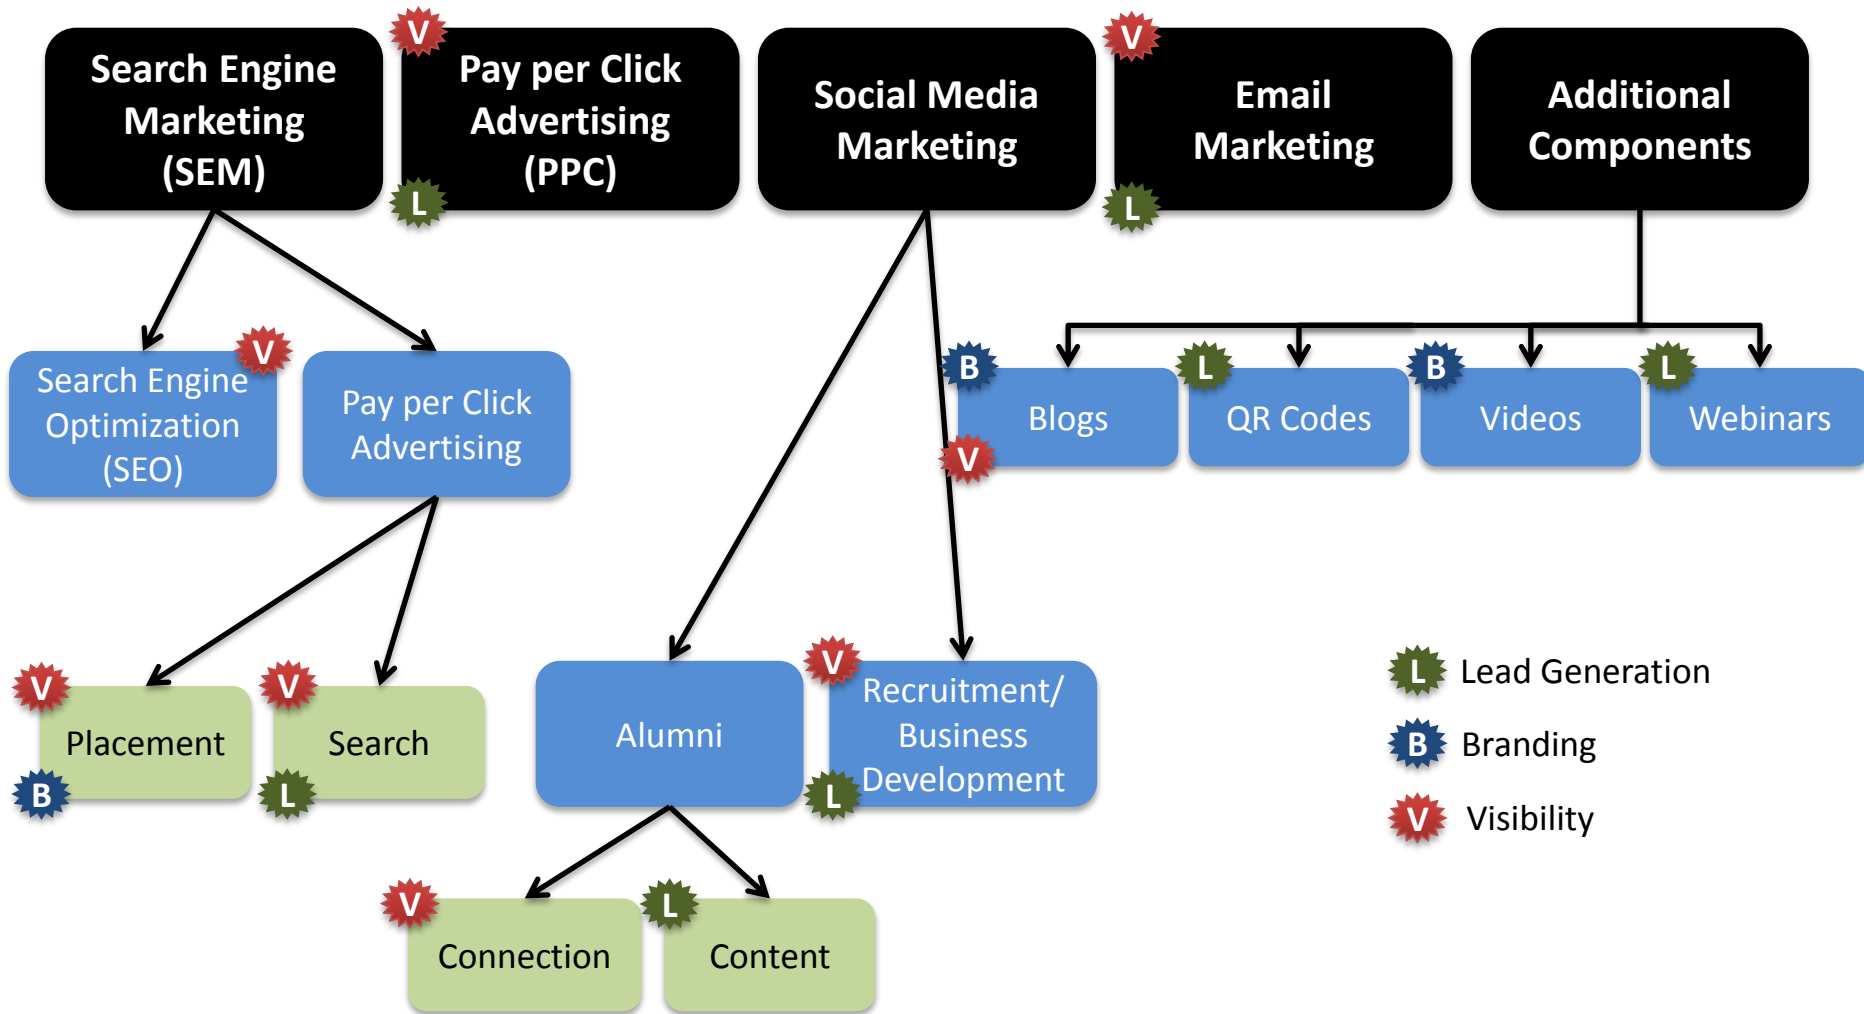 V
Search Engine
Marketing
(SEM)
Pay per Click
Advertising
(PPC)
L
Social Media
Marketing
V
Email
Marketing
L
Additional
Components
V
Search Engine
Optimization
(SEO)
Pay per Click
Advertising
B
Blogs
V
L
QR Codes
B
Videos
L
Webinars
V
Placement
B
V
Search
L
Alumni
V
Recruitment/
Business
Development
L
V
Connection
L
Content
L Lead Generation
B Branding
V Visibility